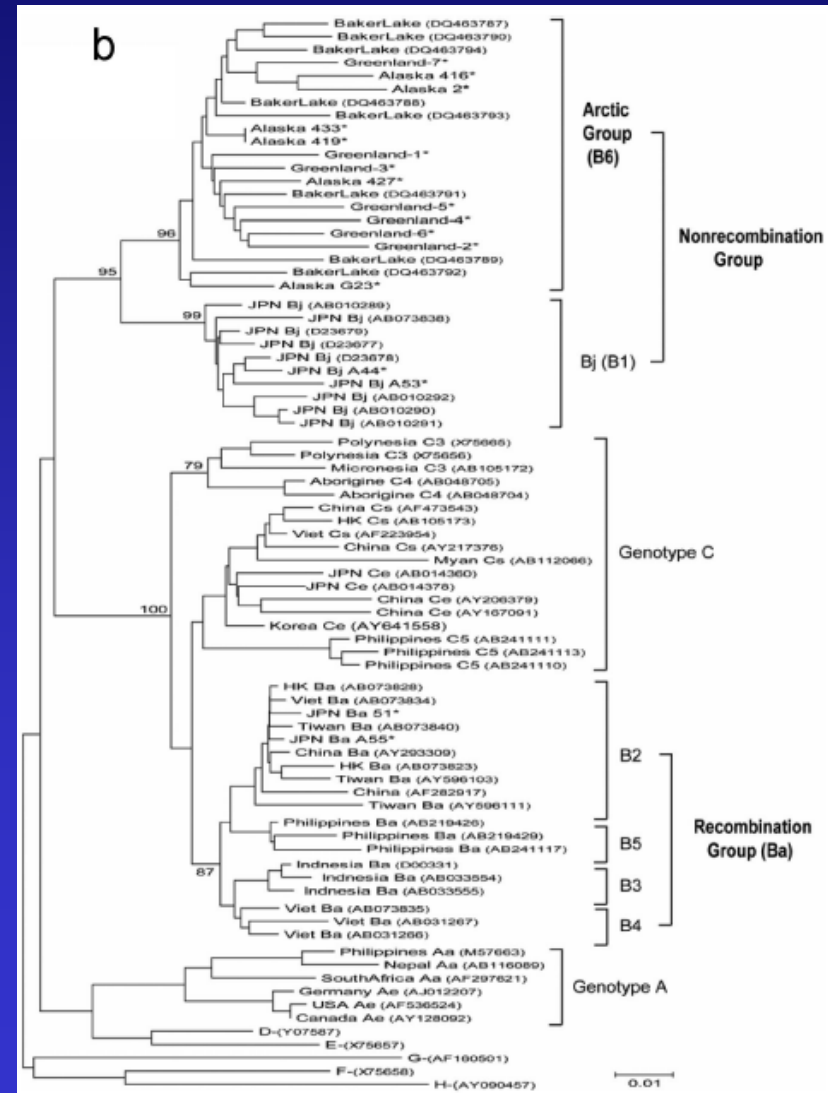 b
BakerLake (DQ463787)
BakerLake (DQ463790)
BakerLake (DQ463794)
Greenland-7*
Alaska 416*
Alaska 2*
BakerLake (DQ463788)
BakerLake (DQ463793)
Alaska 433*
Alaska 419*
Greenland-1*
Greenland-3*
Alaska 427*
BakerLake (DQ463791)
Greenland-5*
Greenland-4*
Greenland-6*
Greenland-2*
BakerLake (DQ463789)
BakerLake (DQ463792)
Alaska G23*
Arctic
Group
(B6)
96
95
99
JPN Bj (AB010289)
JPN Bj (AB073838)
JPN Bj (D23679)
JPN Bj (D23677)
JPN Bj (D23678)
JPN Bj A44*
JPN Bj A53*
JPN Bj (AB010292)
JPN Bj (AB010290)
JPN Bj (AB010291)
Bj (B1)
Nonrecombination
Group
79
100
Polynesia C3 (X75665)
Polynesia C3 (X75656)
Micronesia C3 (AB105172)
Aborigine C4 (AB048705)
Aborigine C4 (AB048704)
China Cs (AF473543)
HK Cs (AB105173)
Viet Cs (AF223954)
China Cs (AY217376)
Myan Cs (AB112066)
JPN Ce (AB014360)
JPN Ce (AB014378)
China Ce (AY206379)
China Ce (AY167091)
Korea Ce (AY641558)
Philippines C5 (AB241111)
Philippines C5 (AB241113)
Philippines C5 (AB241110)
Genotype C
HK Ba (AB073828)
Viet Ba (AB073834)
JPN Ba 51*
Tiwan Ba (AB073840)
JPN Ba A55*
China Ba (AY293309)
HK Ba (AB073823)
Tiwan Ba (AY596103)
China (AF282917)
Tiwan Ba (AY596111)
B2
Philippines Ba (AB219426)
Philippines Ba (AB219429)
Philippines Ba (AB241117)
B5
87
Indnesia Ba (D00331)
Indnesia Ba (AB033554)
Indnesia Ba (AB033555)
B3
Viet Ba (AB073835)
Viet Ba (AB031267)
Viet Ba (AB031266)
B4
Recombination
Group (Ba)
Philippines Aa (M57663)
Nepal Aa (AB116089)
SouthAfrica Aa (AF297621)
Germany Ae (AJ012207)
USA Ae (AF536524)
Canada Ae (AY128092)
Genotype A
D-(Y07587)
E-(X75657)
G-(AF160501)
F-(X75658)
H-(AY090457)
0.01